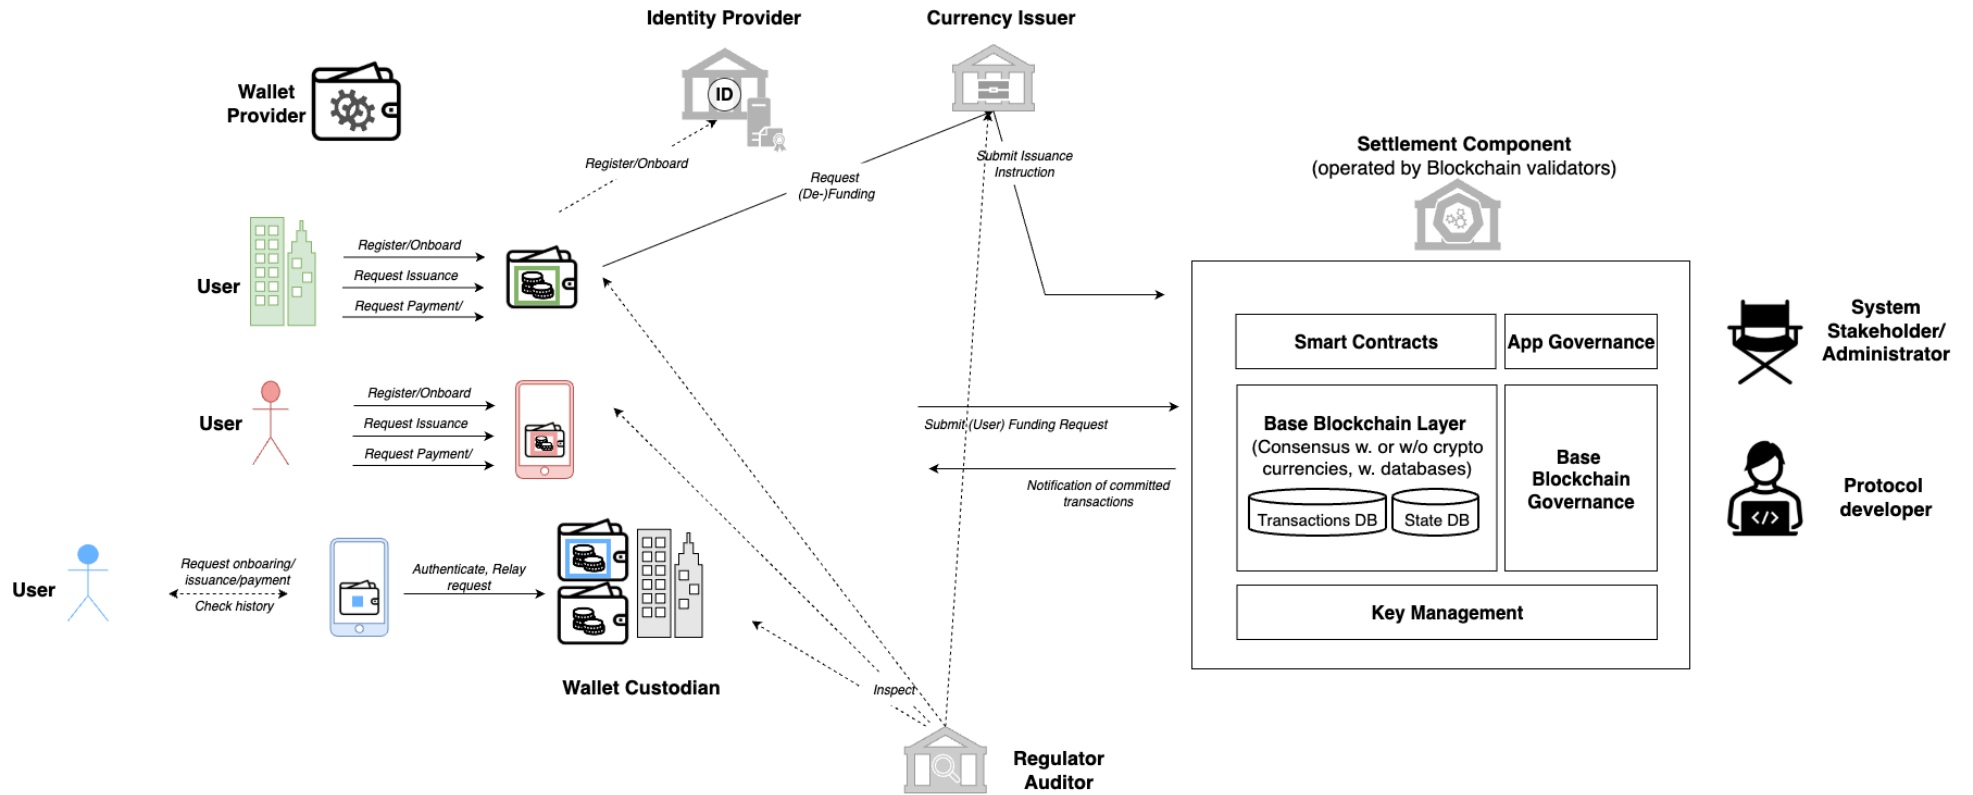 Identity Provider
Currency Issuer
Wallet
Provider
ID
Register/Onboard
Request
(De-)Funding
Submit Issuance
Instruction
Settlement Component
(operated by Blockchain validators)
User
Register/Onboard
Request Issuance
Request Payment/
User
Register/Onboard
Request Issuance
Request Payment/
Submit (User) Funding Request
Notification of committed
transactions
Smart Contracts
App Governance
Base Blockchain Layer
(Consensus w. or w/o crypto
currencies, w. databases)
Transactions DB
State DB
Base
Blockchain
Governance
Key Management
System
Stakeholder/
Administrator
</>
Protocol
developer
User
Request onboaring/
issuance/payment
Check history
Authenticate, Relay
request
Wallet Custodian
Inspect
Regulator
Auditor